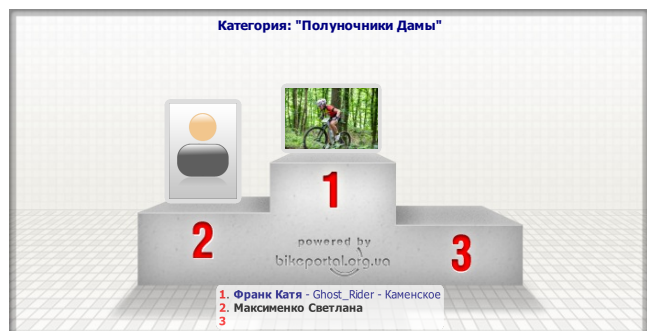 Категория: "Полуночники Дамы"
1
2
3
powered by
bikeportal.org.ua
1. Франк Катя - Ghost_Rider - Каменское
2. Максименко Светлана
3